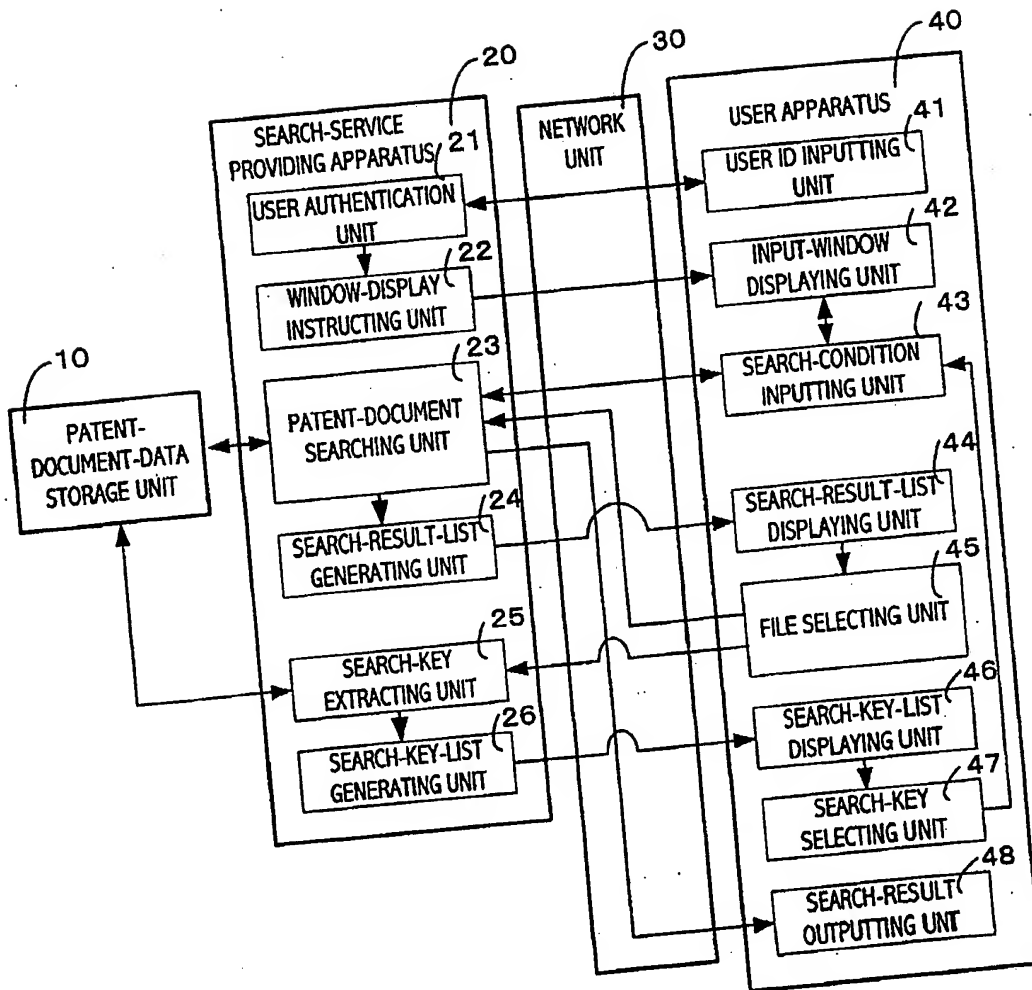 20
30
40
SEARCH-SERVICE
PROVIDING APPARATUS
21
USER AUTHENTICATION
UNIT
22
WINDOW-DISPLAY
INSTRUCTING UNIT
23
PATENT-DOCUMENT
SEARCHING UNIT
24
SEARCH-RESULT-LIST
GENERATING UNIT
25
SEARCH-KEY
EXTRACTING UNIT
26
SEARCH-KEY-LIST
GENERATING UNIT
10
PATENT-
DOCUMENT-DATA
STORAGE UNIT
NETWORK
UNIT
USER APPARATUS
41
USER ID INPUTTING
UNIT
42
INPUT-WINDOW
DISPLAYING UNIT
43
SEARCH-CONDITION
INPUTTING UNIT
44
SEARCH-RESULT-LIST
DISPLAYING UNIT
45
FILE SELECTING UNIT
46
SEARCH-KEY-LIST
DISPLAYING UNIT
47
SEARCH-KEY
SELECTING UNIT
48
SEARCH-RESULT
OUTPUTTING UNIT